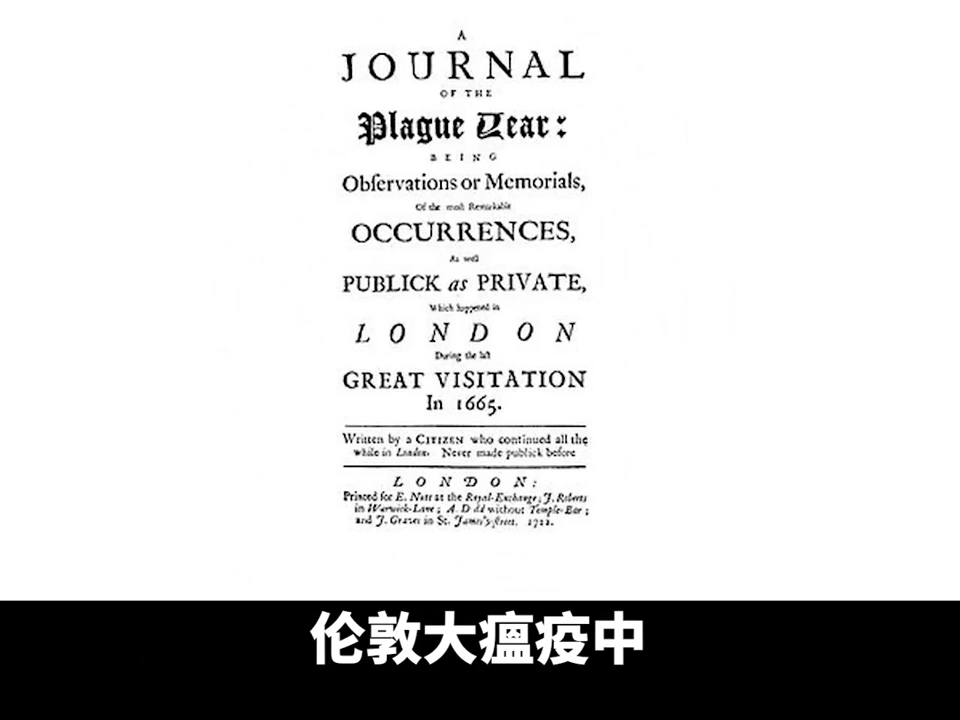 A
JOURNAL
OF THE
Plague Year:
BEING
Obſervations or Memorials,
Of the moſt Remarkable
OCCURRENCES,
As well
PUBLICK as PRIVATE,
Which happened in
LONDON
During the laſt
GREAT VISITATION
In 1665.
Written by a CITIZEN who continued all the
while in London. Never made publick before
LONDON:
Printed for E. Nutt at the Royal-Exchange; J. Roberts
in Warwick-Lane; A. Dodd without Temple-Bar;
and J. Graves in St. James's-ſtreet. 1722.
伦敦大瘟疫中